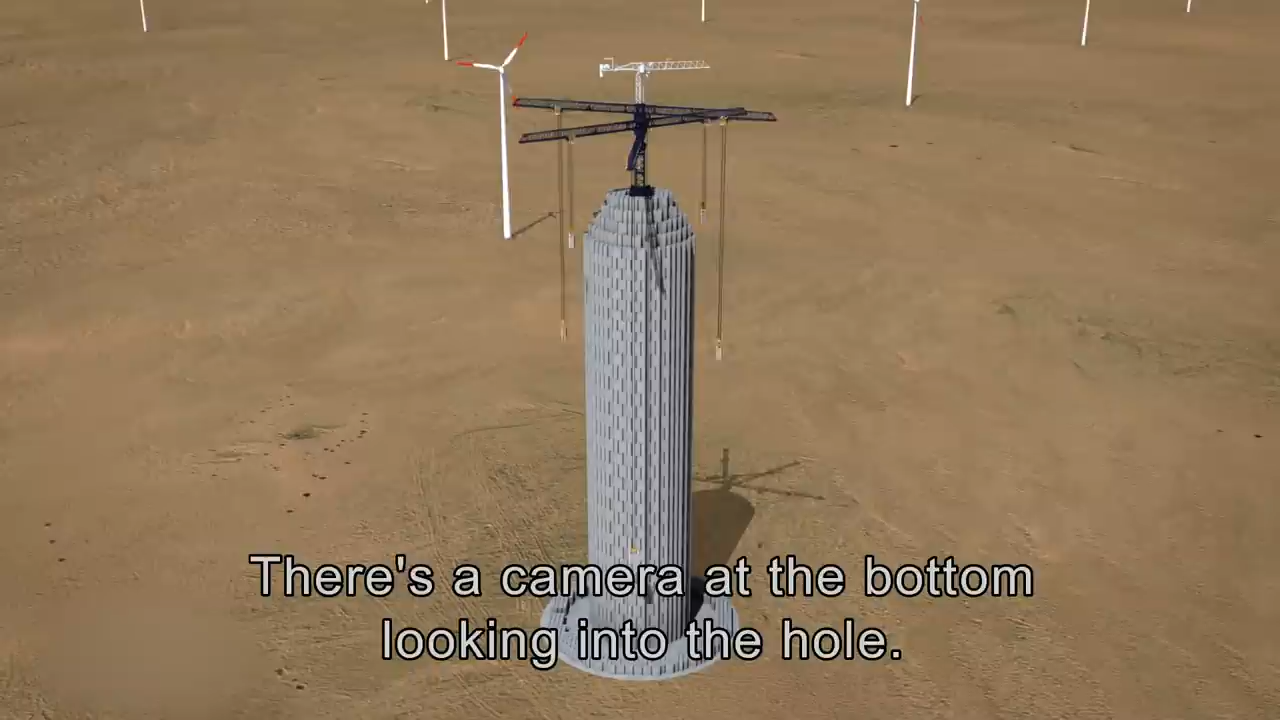 There's a camera at the bottom
looking into the hole.